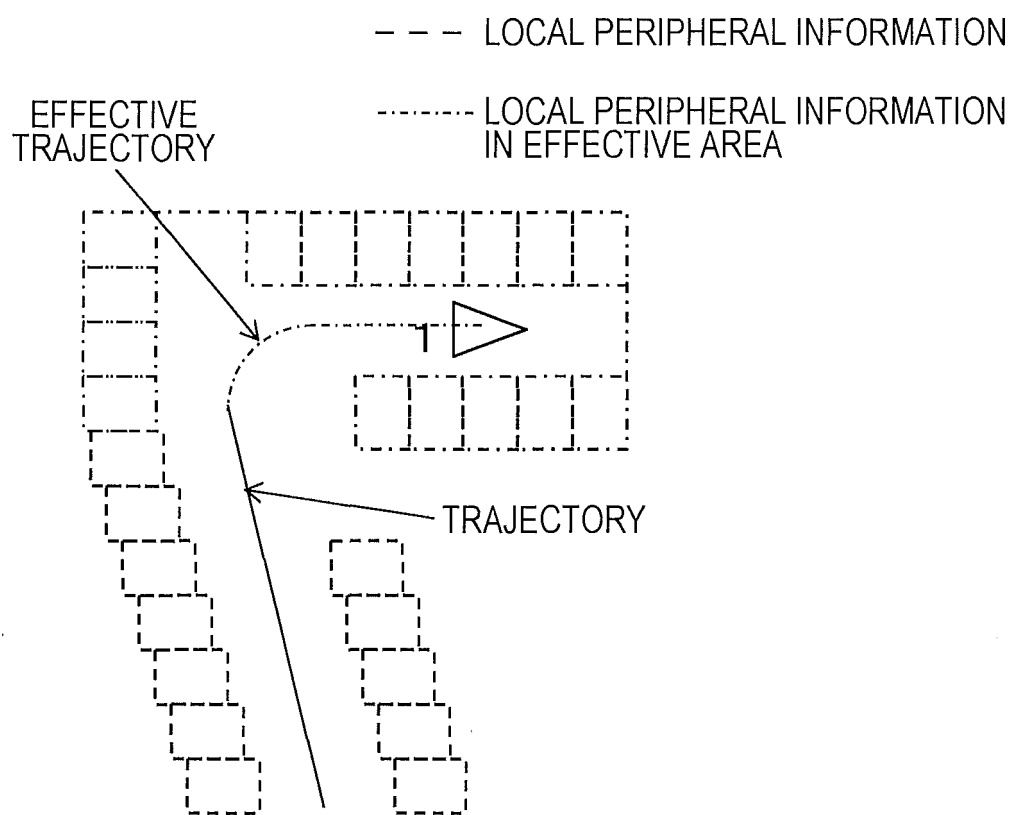 LOCAL PERIPHERAL INFORMATION
LOCAL PERIPHERAL INFORMATION
IN EFFECTIVE AREA
EFFECTIVE
TRAJECTORY
1
TRAJECTORY